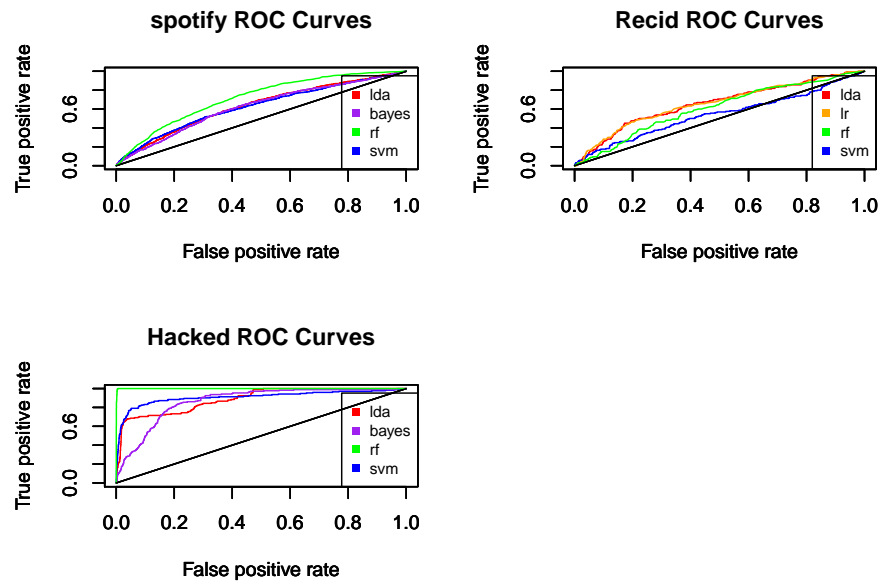 spotify ROC Curves
True positive rate
0.0
0.6
lda
bayes
rf
svm
0.0 0.2 0.4 0.6 0.8 1.0
False positive rate
Recid ROC Curves
True positive rate
0.0
0.6
lda
lr
rf
svm
0.0 0.2 0.4 0.6 0.8 1.0
False positive rate
Hacked ROC Curves
True positive rate
0.0
0.6
lda
bayes
rf
svm
0.0 0.2 0.4 0.6 0.8 1.0
False positive rate